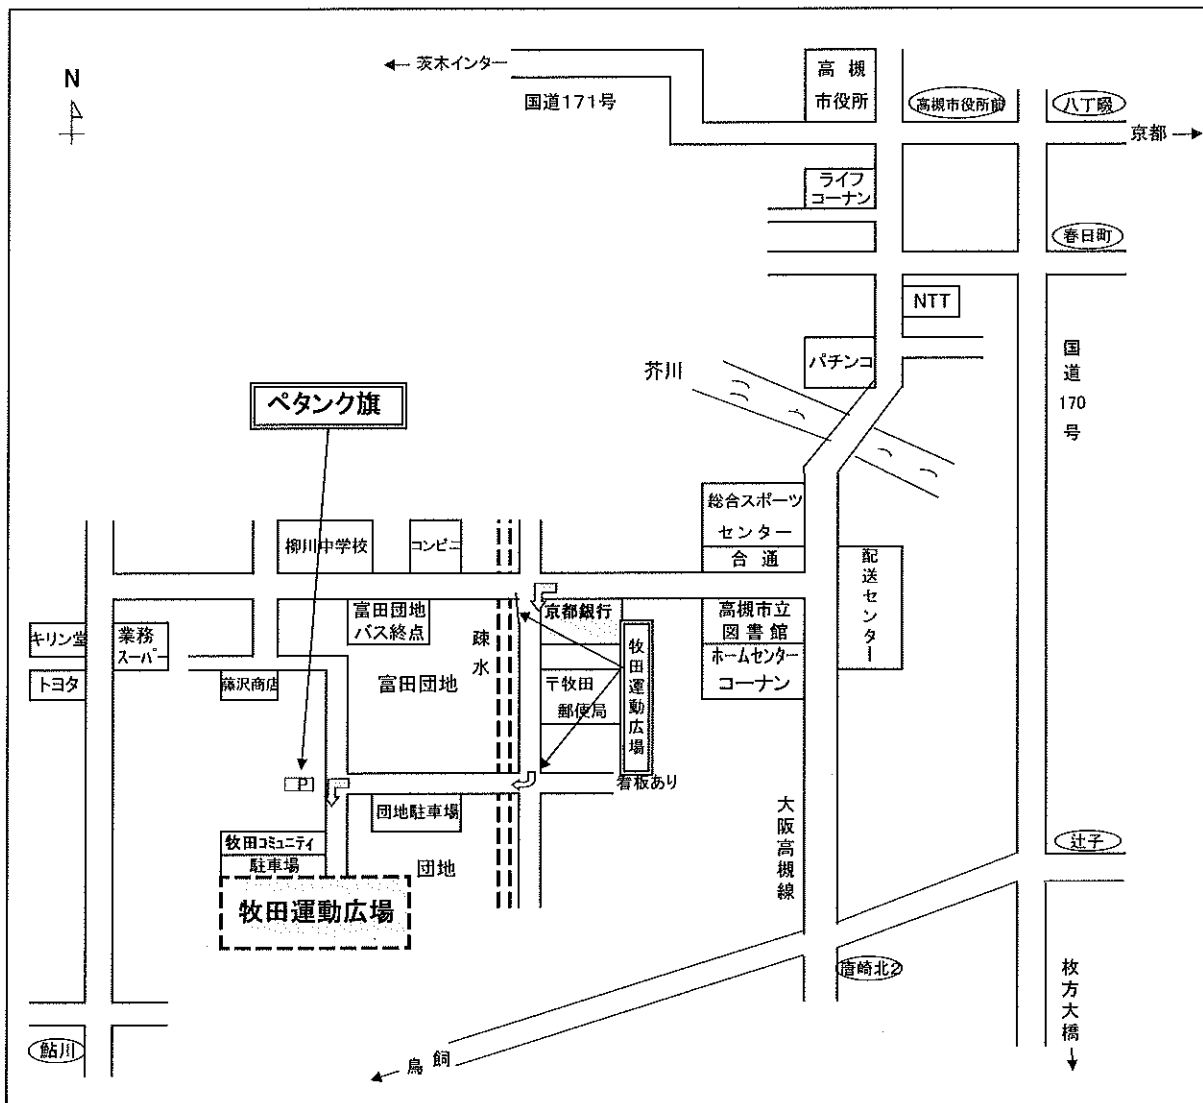 N
← 茨木インター
国道171号
高 槻
市役所
高槻市役所前
八丁畷
京都 →
ライフ
コーナン
春日町
NTT
パチンコ
芥川
国道170号
ペタンク旗
総合スポーツ
センター
合 通
配送センター
柳川中学校
コンビニ
富田団地
バス終点
疎水
京都銀行
高槻市立
図書館
ホームセンター
コーナン
キリン堂
業務
スーパー
トヨタ
藤沢商店
富田団地
〒牧田
郵便局
牧田運動広場
看板あり
P
団地駐車場
大阪高槻線
辻子
牧田コミュニティ
駐車場
団地
牧田運動広場
唐崎北2
枚方大橋
鮎川
鳥 飼